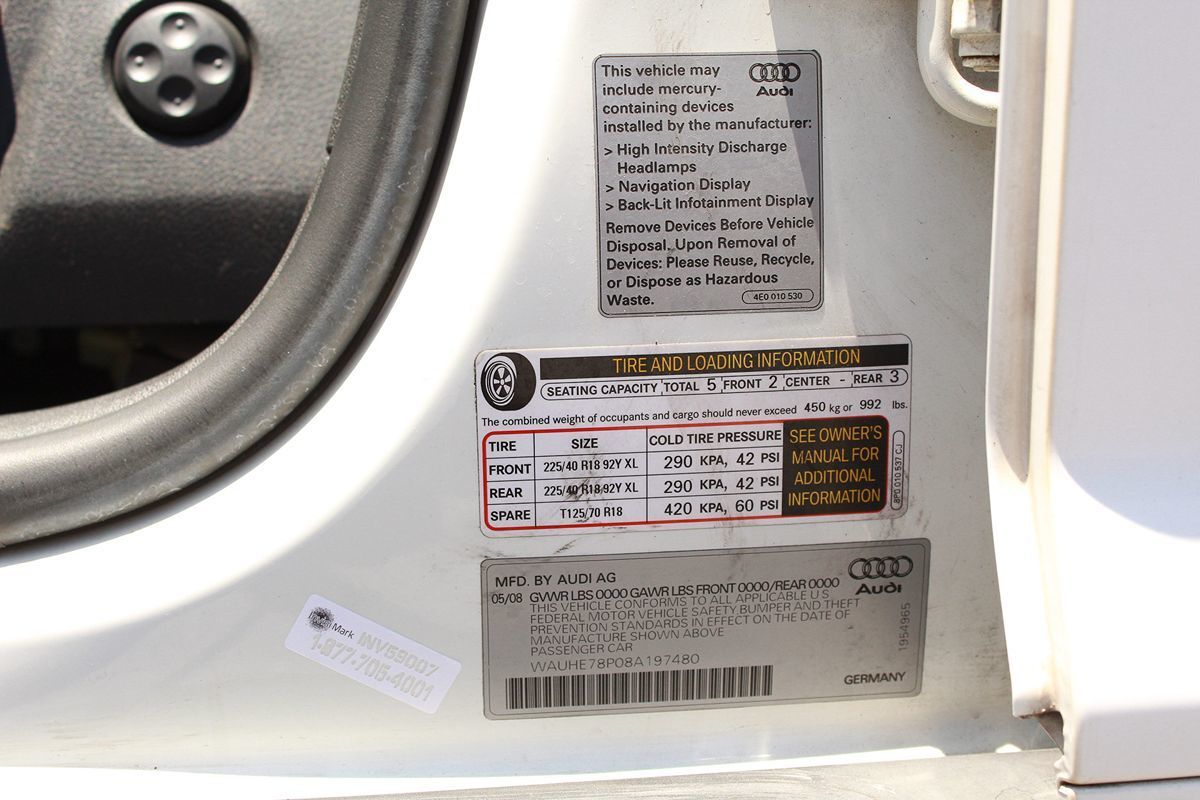 This vehicle may
include mercury-
containing devices
installed by the manufacturer:
Audi
> High Intensity Discharge
Headlamps
> Navigation Display
> Back-Lit Infotainment Display
Remove Devices Before Vehicle
Disposal. Upon Removal of
Devices: Please Reuse, Recycle,
or Dispose as Hazardous
Waste.
4E0 010 530
TIRE AND LOADING INFORMATION
SEATING CAPACITY TOTAL 5 FRONT 2 CENTER - REAR 3
The combined weight of occupants and cargo should never exceed 450 kg or 992 lbs.
TIRE SIZE COLD TIRE PRESSURE
FRONT 225/40 R18 92Y XL 290 KPA, 42 PSI
REAR 225/40 R18 92Y XL 290 KPA, 42 PSI
SPARE T125/70 R18 420 KPA, 60 PSI
SEE OWNER'S
MANUAL FOR
ADDITIONAL
INFORMATION
8P0 010 537 CJ
MFD. BY AUDI AG
05/08 GVWR LBS 0000 GAWR LBS FRONT 0000/REAR 0000
THIS VEHICLE CONFORMS TO ALL APPLICABLE U.S
FEDERAL MOTOR VEHICLE SAFETY BUMPER AND THEFT
PREVENTION STANDARDS IN EFFECT ON THE DATE OF
MANUFACTURE SHOWN ABOVE
PASSENGER CAR
WAUHE78P08A197480
Audi
1954965
GERMANY
Mark INV59007
1.877.705.4001